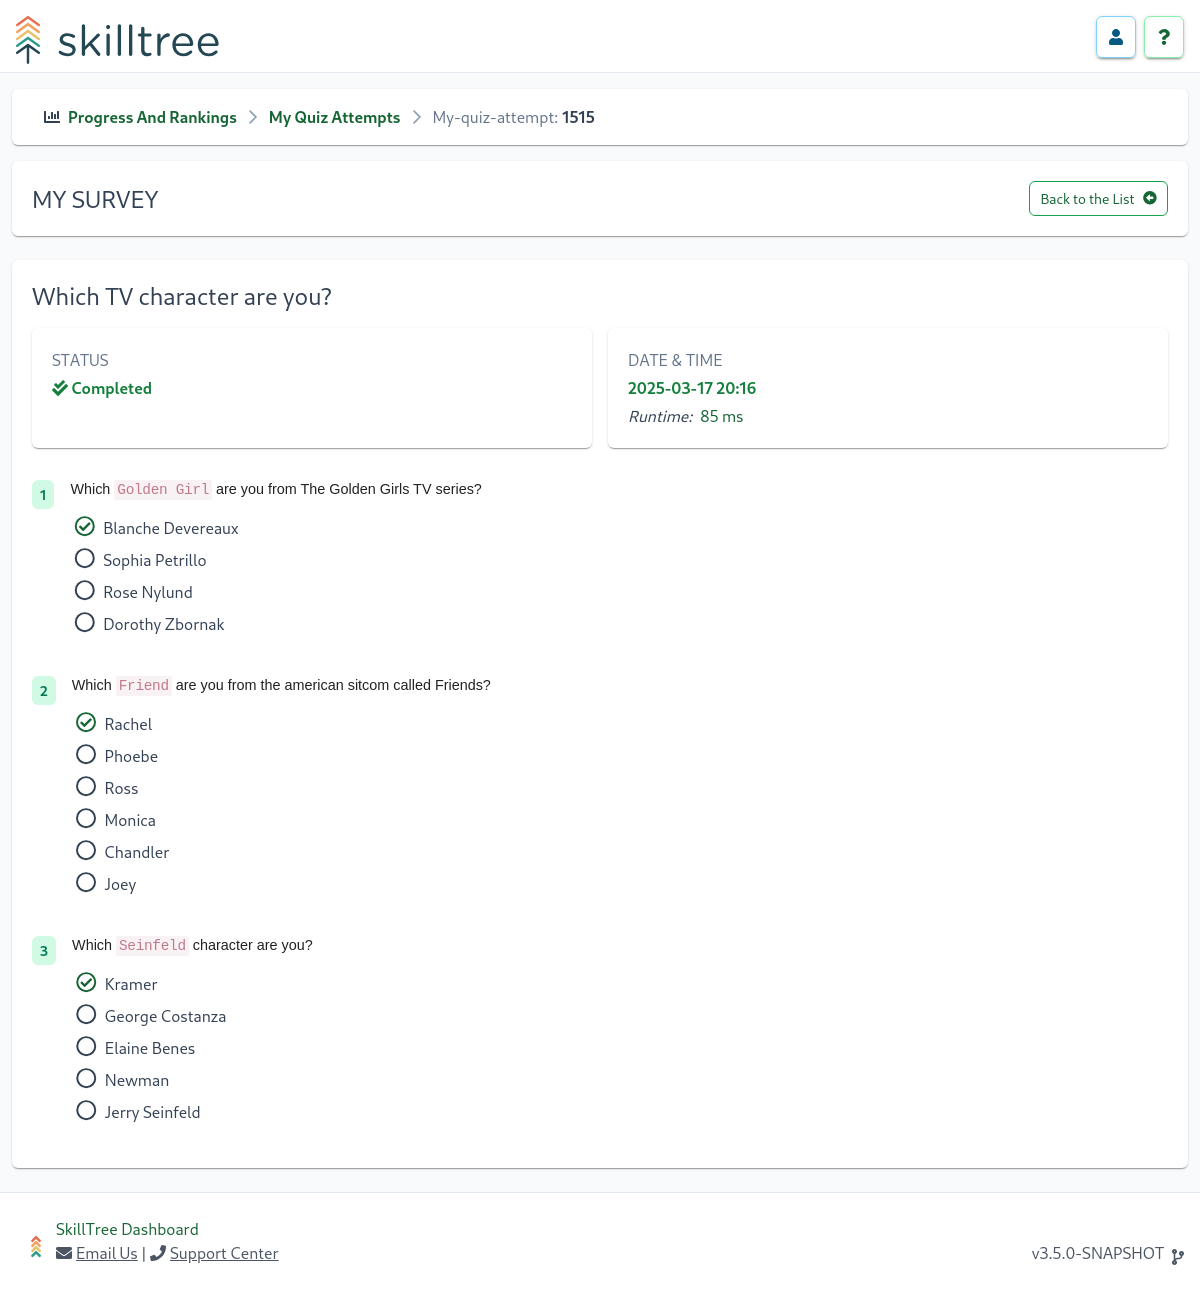 skilltree
?
Progress And Rankings > My Quiz Attempts > My-quiz-attempt: 1515
MY SURVEY
Back to the List
Which TV character are you?
STATUS
Completed
DATE & TIME
2025-03-17 20:16
Runtime: 85 ms
1 Which Golden Girl are you from The Golden Girls TV series?
Blanche Devereaux
Sophia Petrillo
Rose Nylund
Dorothy Zbornak
2 Which Friend are you from the american sitcom called Friends?
Rachel
Phoebe
Ross
Monica
Chandler
Joey
3 Which Seinfeld character are you?
Kramer
George Costanza
Elaine Benes
Newman
Jerry Seinfeld
SkillTree Dashboard
Email Us | Support Center
v3.5.0-SNAPSHOT